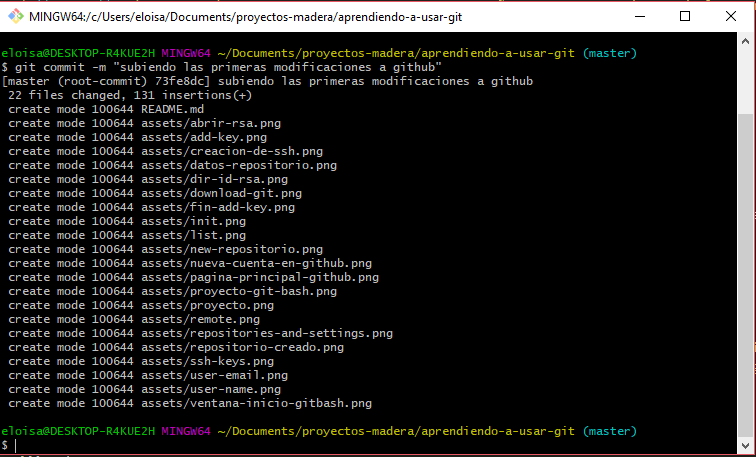 MINGW64:/c/Users/eloisa/Documents/proyectos-madera/aprendiendo-a-usar-git
eloisa@DESKTOP-R4KUE2H MINGW64 ~/Documents/proyectos-madera/aprendiendo-a-usar-git (master)
$ git commit -m "subiendo las primeras modificaciones a github"
[master (root-commit) 73fe8dc] subiendo las primeras modificaciones a github
 22 files changed, 131 insertions(+)
 create mode 100644 README.md
 create mode 100644 assets/abrir-rsa.png
 create mode 100644 assets/add-key.png
 create mode 100644 assets/creacion-de-ssh.png
 create mode 100644 assets/datos-repositorio.png
 create mode 100644 assets/dir-id-rsa.png
 create mode 100644 assets/download-git.png
 create mode 100644 assets/fin-add-key.png
 create mode 100644 assets/init.png
 create mode 100644 assets/list.png
 create mode 100644 assets/new-repositorio.png
 create mode 100644 assets/nueva-cuenta-en-github.png
 create mode 100644 assets/pagina-principal-github.png
 create mode 100644 assets/proyecto-git-bash.png
 create mode 100644 assets/proyecto.png
 create mode 100644 assets/remote.png
 create mode 100644 assets/repositories-and-settings.png
 create mode 100644 assets/repositorio-creado.png
 create mode 100644 assets/ssh-keys.png
 create mode 100644 assets/user-email.png
 create mode 100644 assets/user-name.png
 create mode 100644 assets/ventana-inicio-gitbash.png
eloisa@DESKTOP-R4KUE2H MINGW64 ~/Documents/proyectos-madera/aprendiendo-a-usar-git (master)
$